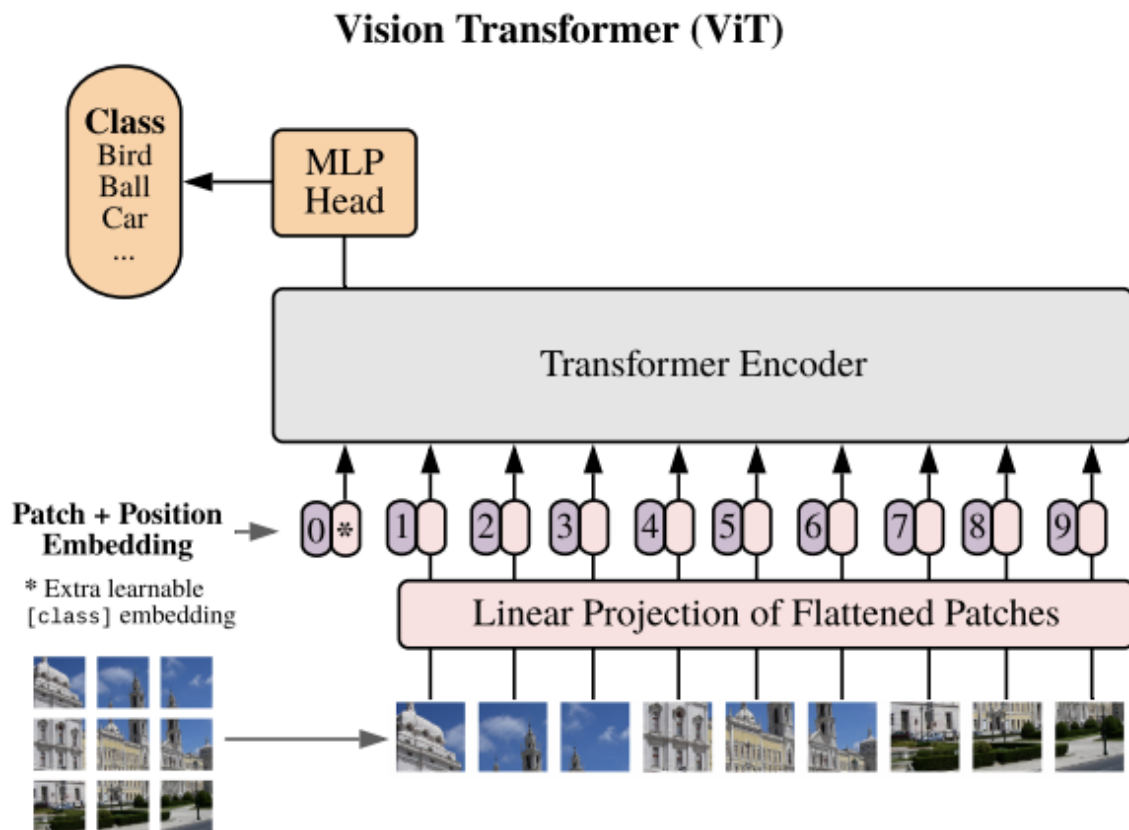 Vision Transformer (ViT)
Class
Bird
Ball
Car
...
MLP
Head
Transformer Encoder
Patch + Position
Embedding
0 * 1 2 3 4 5 6 7 8 9
* Extra learnable
[class] embedding
Linear Projection of Flattened Patches